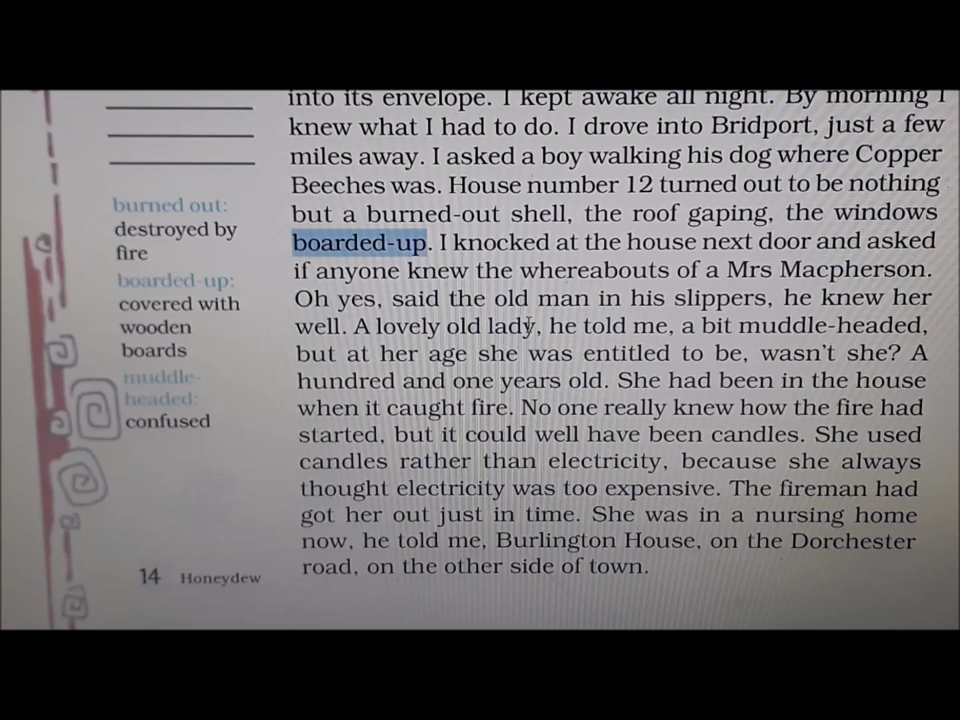 into its envelope. I kept awake all night. By morning I
knew what I had to do. I drove into Bridport, just a few
miles away. I asked a boy walking his dog where Copper
Beeches was. House number 12 turned out to be nothing
but a burned-out shell, the roof gaping, the windows
boarded-up. I knocked at the house next door and asked
if anyone knew the whereabouts of a Mrs Macpherson.
Oh yes, said the old man in his slippers, he knew her
well. A lovely old lady, he told me, a bit muddle-headed,
but at her age she was entitled to be, wasn't she? A
hundred and one years old. She had been in the house
when it caught fire. No one really knew how the fire had
started, but it could well have been candles. She used
candles rather than electricity, because she always
thought electricity was too expensive. The fireman had
got her out just in time. She was in a nursing home
now, he told me, Burlington House, on the Dorchester
road, on the other side of town.
burned out:
destroyed by
fire
boarded-up:
covered with
wooden
boards
muddle-
headed:
confused
14 Honeydew